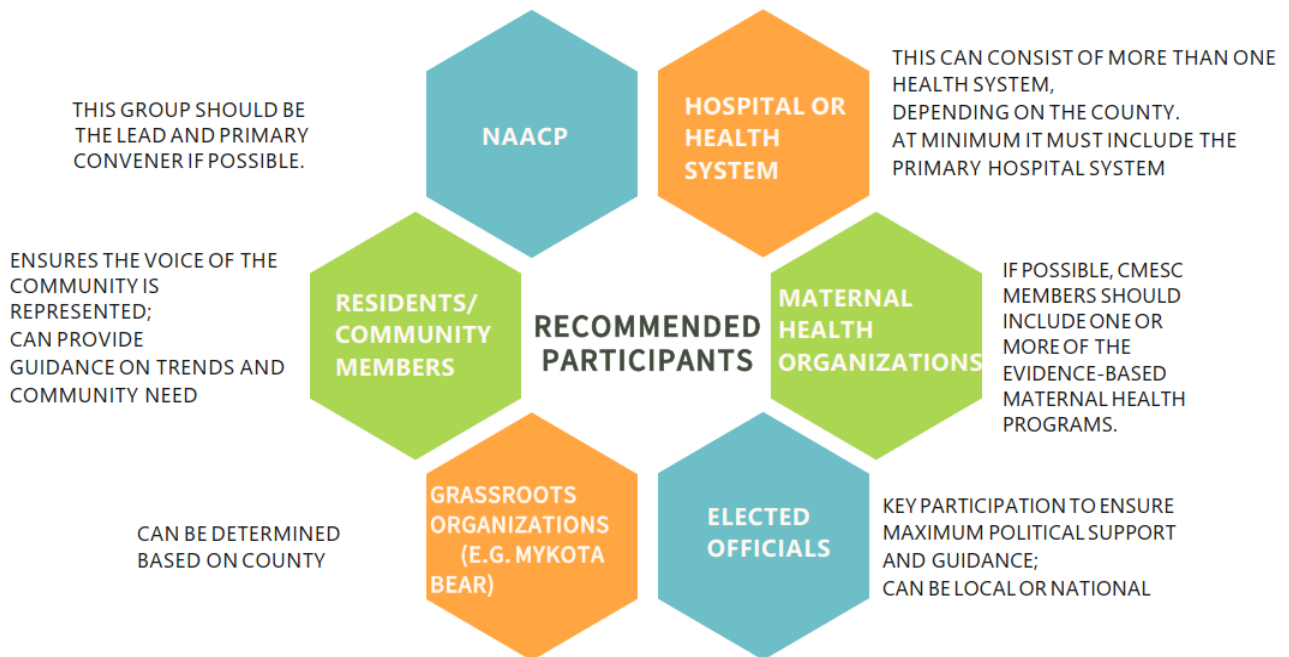 THIS GROUP SHOULD BE
THE LEAD AND PRIMARY
CONVENER IF POSSIBLE.
NAACP
HOSPITAL OR
HEALTH
SYSTEM
THIS CAN CONSIST OF MORE THAN ONE
HEALTH SYSTEM,
DEPENDING ON THE COUNTY.
AT MINIMUM IT MUST INCLUDE THE
PRIMARY HOSPITAL SYSTEM
ENSURES THE VOICE OF THE
COMMUNITY IS
REPRESENTED;
CAN PROVIDE
GUIDANCE ON TRENDS AND
COMMUNITY NEED
RESIDENTS/
COMMUNITY
MEMBERS
RECOMMENDED
PARTICIPANTS
MATERNAL
HEALTH
ORGANIZATIONS
IF POSSIBLE, CMESC
MEMBERS SHOULD
INCLUDE ONE OR
MORE OF THE
EVIDENCE-BASED
MATERNAL HEALTH
PROGRAMS.
CAN BE DETERMINED
BASED ON COUNTY
GRASSROOTS
ORGANIZATIONS
(E.G. MYKOTA
BEAR)
ELECTED
OFFICIALS
KEY PARTICIPATION TO ENSURE
MAXIMUM POLITICAL SUPPORT
AND GUIDANCE;
CAN BE LOCAL OR NATIONAL